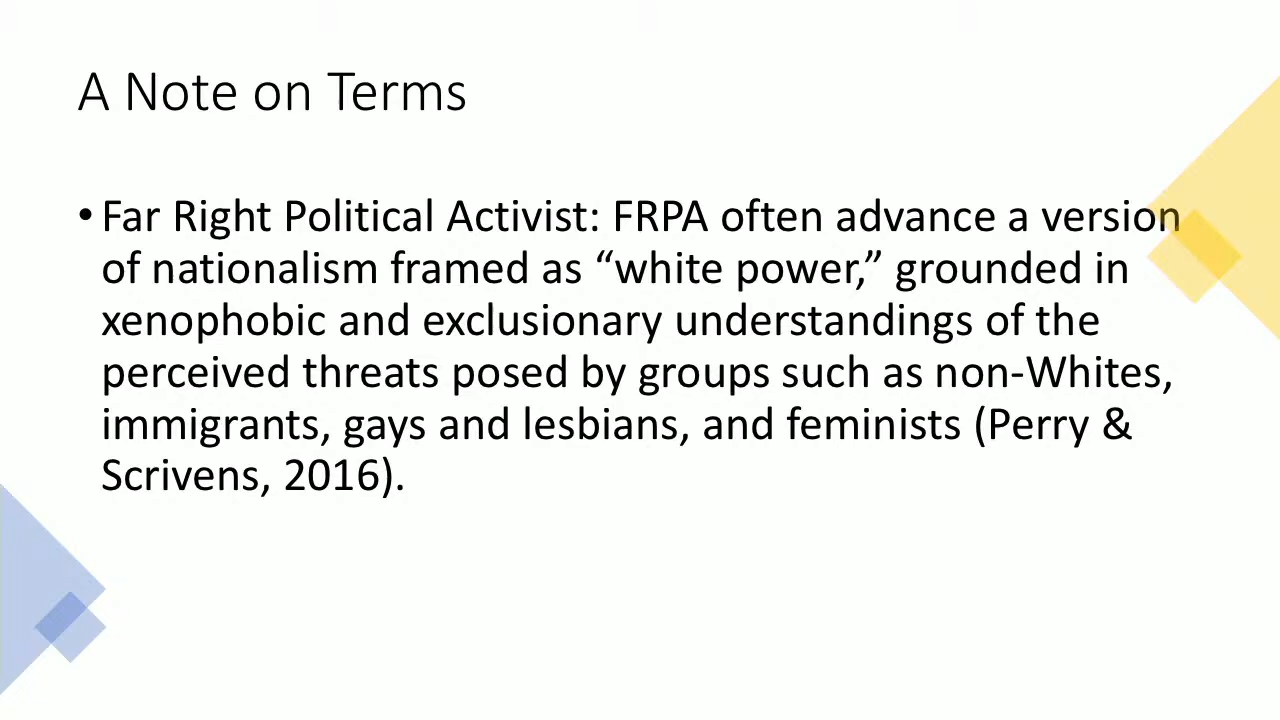 A Note on Terms
• Far Right Political Activist: FRPA often advance a version
of nationalism framed as “white power,” grounded in
xenophobic and exclusionary understandings of the
perceived threats posed by groups such as non-Whites,
immigrants, gays and lesbians, and feminists (Perry &
Scrivens, 2016).